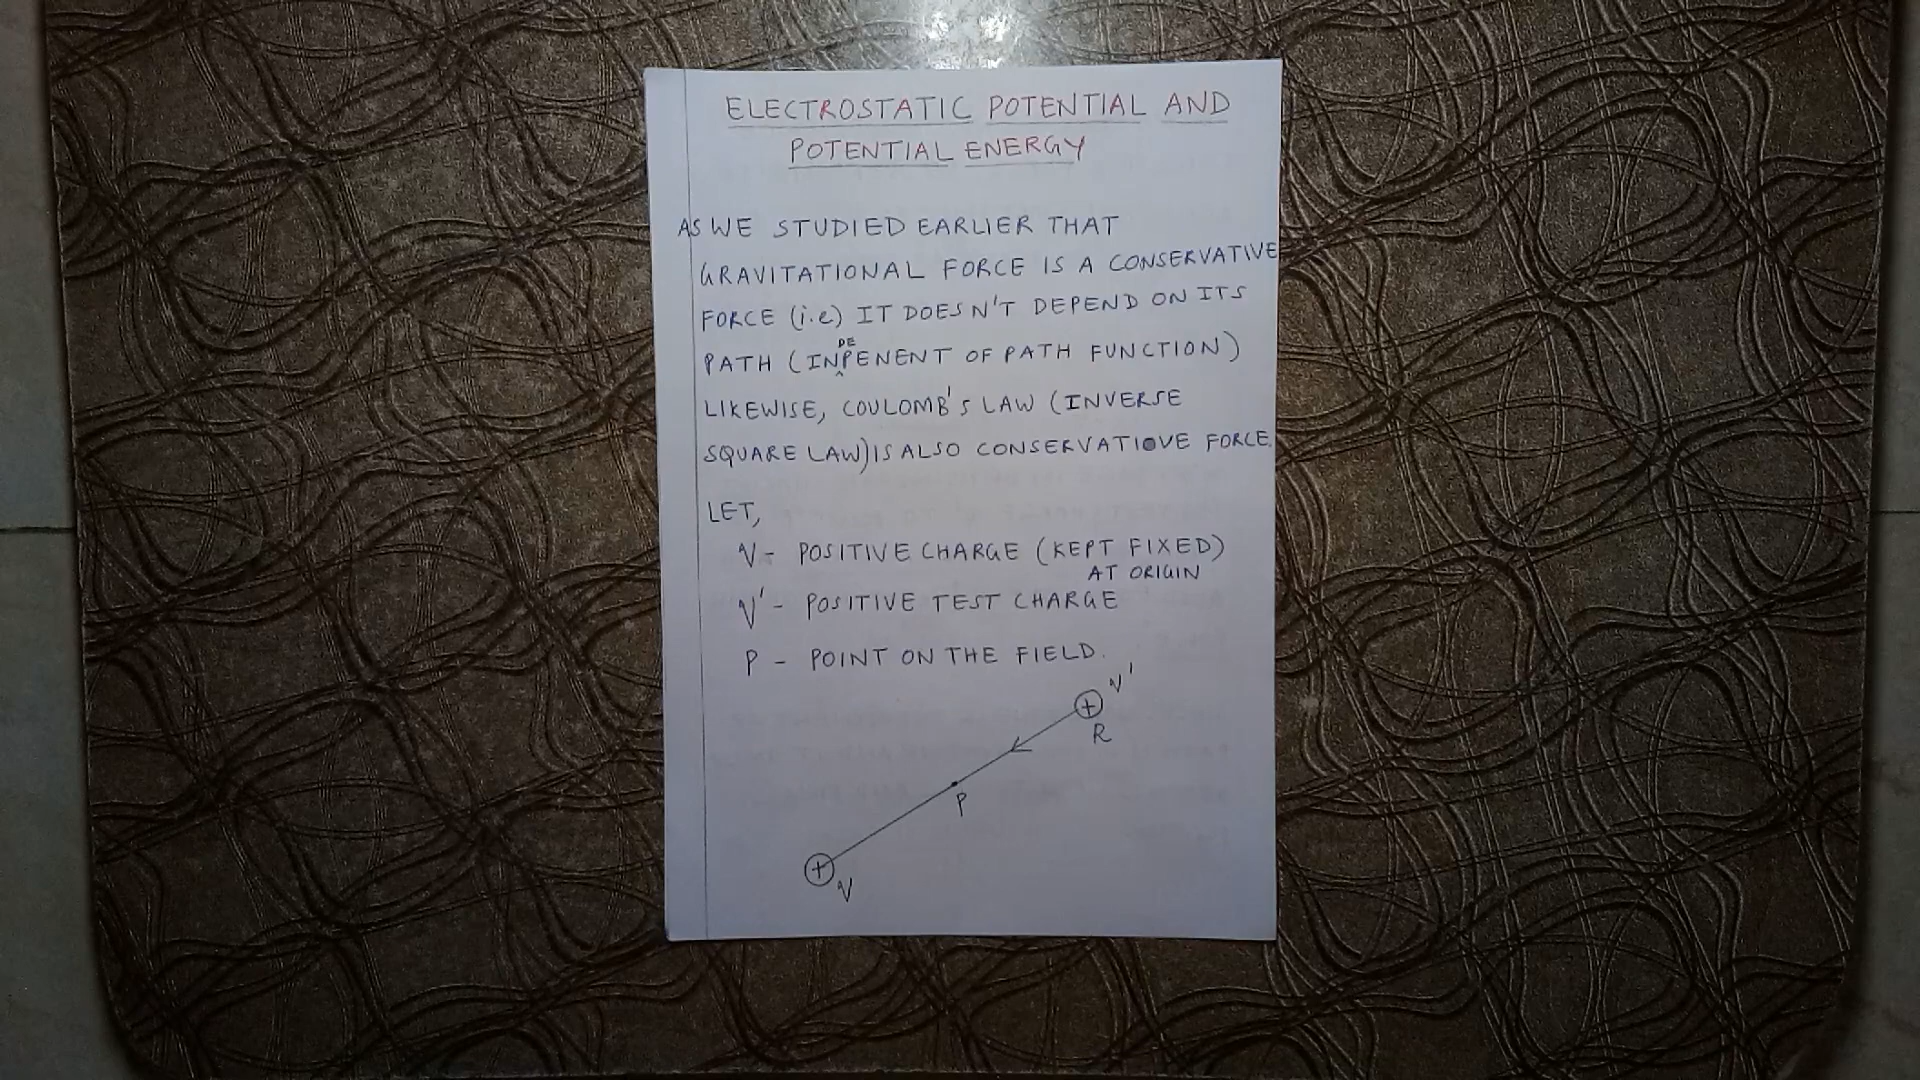 ELECTROSTATIC POTENTIAL AND
POTENTIAL ENERGY
AS WE STUDIED EARLIER THAT
GRAVITATIONAL FORCE IS A CONSERVATIVE
FORCE (i.e) IT DOESN'T DEPEND ON ITS
DE
PATH (INPENENT OF PATH FUNCTION)
LIKEWISE, COULOMB'S LAW (INVERSE
SQUARE LAW) IS ALSO CONSERVATIVE FORCE.
LET,
q - POSITIVE CHARGE (KEPT FIXED)
AT ORIGIN
q' - POSITIVE TEST CHARGE
P - POINT ON THE FIELD.
q'
+
R
P
+
q